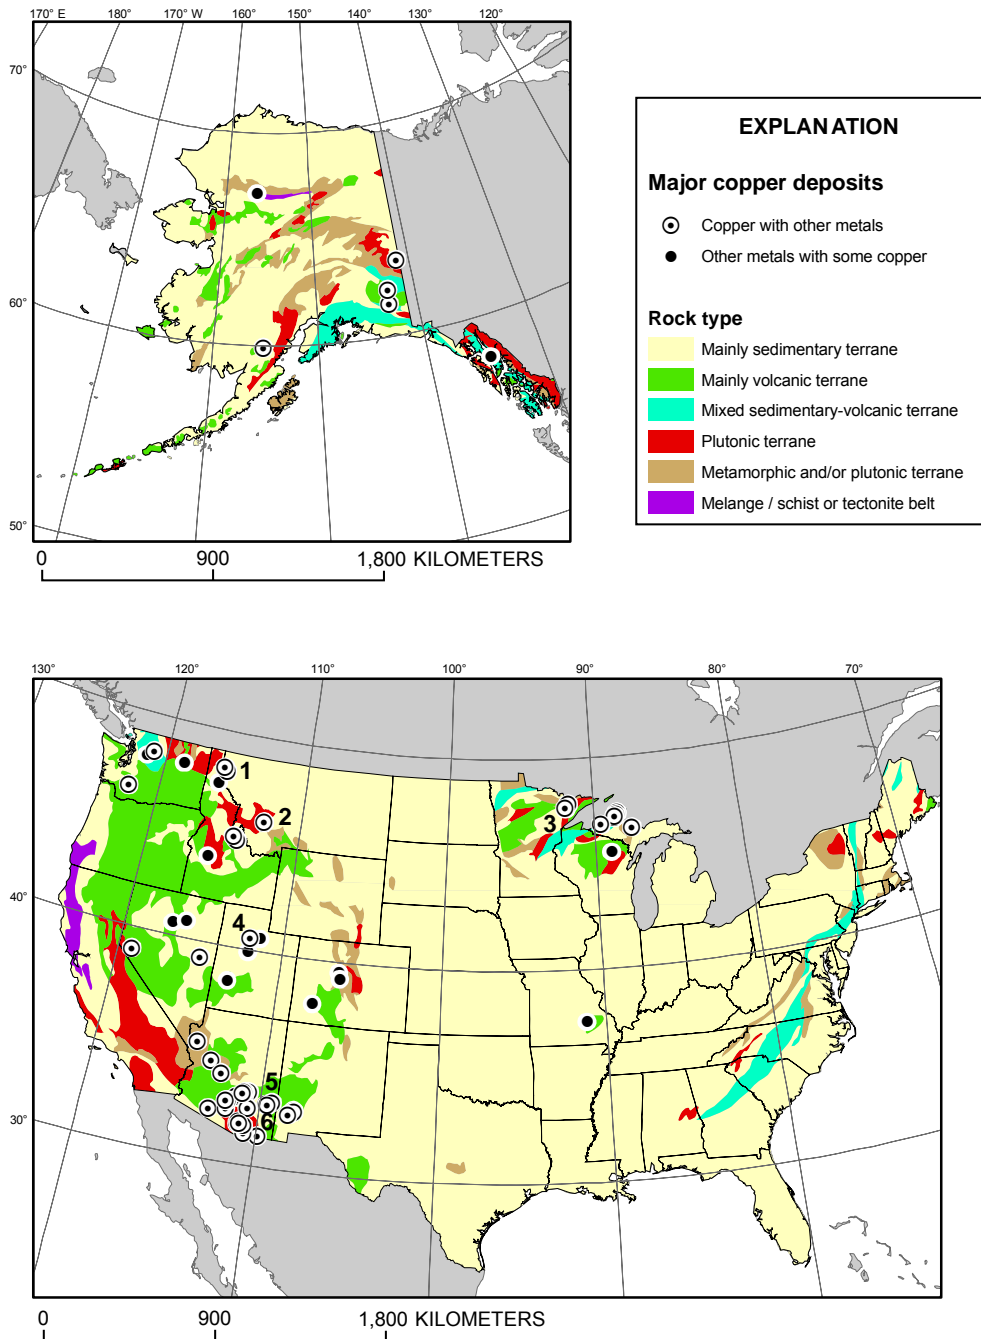 170° E 180° 170° W 160° 150° 140° 130° 120°
70°
60°
50°
0 900 1,800 KILOMETERS
EXPLANATION
Major copper deposits
Copper with other metals
Other metals with some copper
Rock type
Mainly sedimentary terrane
Mainly volcanic terrane
Mixed sedimentary-volcanic terrane
Plutonic terrane
Metamorphic and/or plutonic terrane
Melange / schist or tectonite belt
130° 120° 110° 100° 90° 80° 70°
1
2
3
40°
4
5
6
30°
0 900 1,800 KILOMETERS